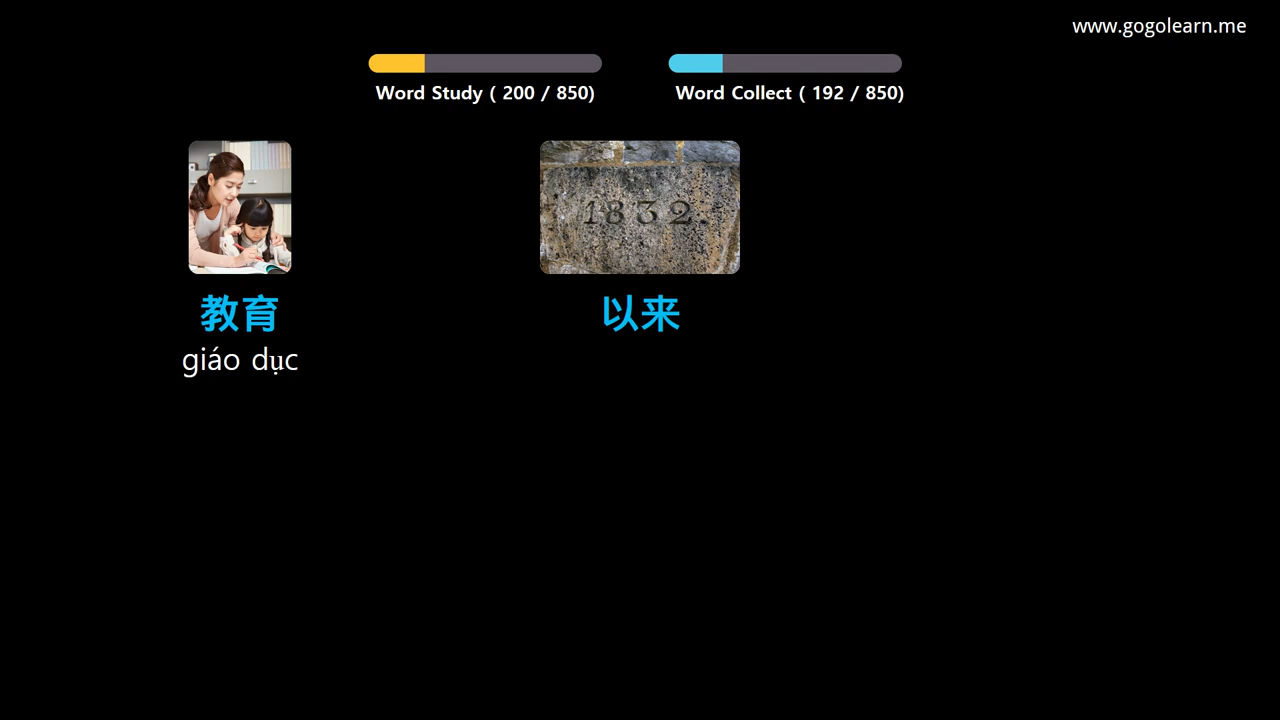 www.gogolearn.me
Word Study ( 200 / 850)
Word Collect ( 192 / 850)
1832.
教育
以来
giáo dục